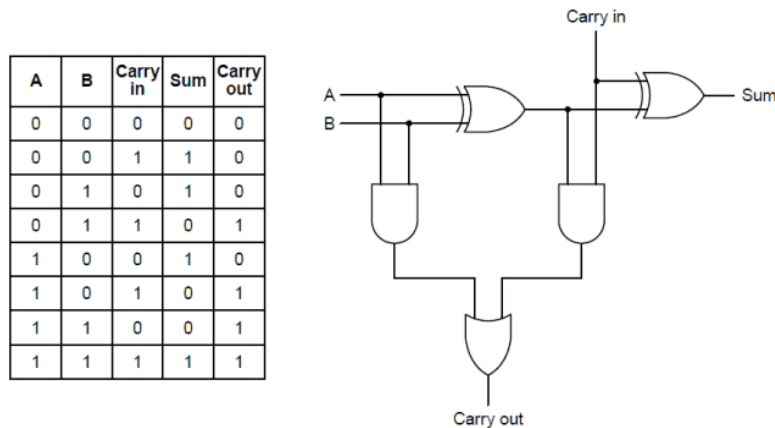 A B Carry in Sum Carry out
0 0 0 0 0
0 0 1 1 0
0 1 0 1 0
0 1 1 0 1
1 0 0 1 0
1 0 1 0 1
1 1 0 0 1
1 1 1 1 1
Carry in
A
B
Sum
Carry out